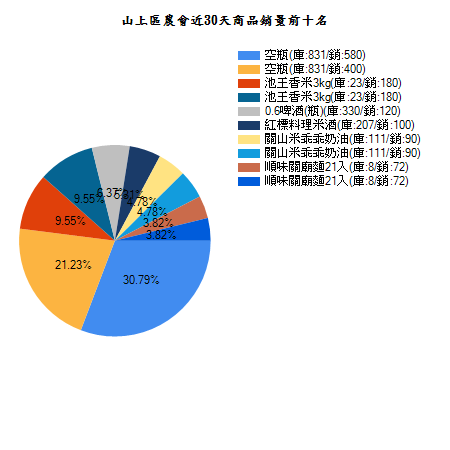 山上區農會近30天商品銷量前十名
空瓶(庫:831/銷:580)
空瓶(庫:831/銷:400)
池王香米3kg(庫:23/銷:180)
池王香米3kg(庫:23/銷:180)
0.6啤酒(瓶)(庫:330/銷:120)
紅標料理米酒(庫:207/銷:100)
關山米乖乖奶油(庫:111/銷:90)
關山米乖乖奶油(庫:111/銷:90)
順味關廟麵21入(庫:8/銷:72)
順味關廟麵21入(庫:8/銷:72)
6.37%
5.31%
9.55%
4.78%
4.78%
9.55%
3.82%
3.82%
21.23%
30.79%